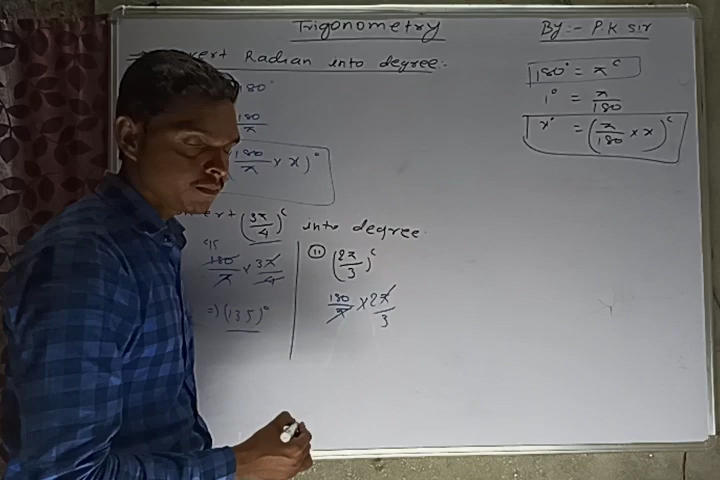 Trigonometry
By:- P.K sir
Radian into degree.
180°
180/π
180/π × x)°
(3π/4)ᶜ into degree.
45
180/π × 3π/4
⇒ (135)°
(ii) (2π/3)ᶜ
180/π × 2π/3
180° = πᶜ
1° = π/180
x° = (π/180 × x)ᶜ